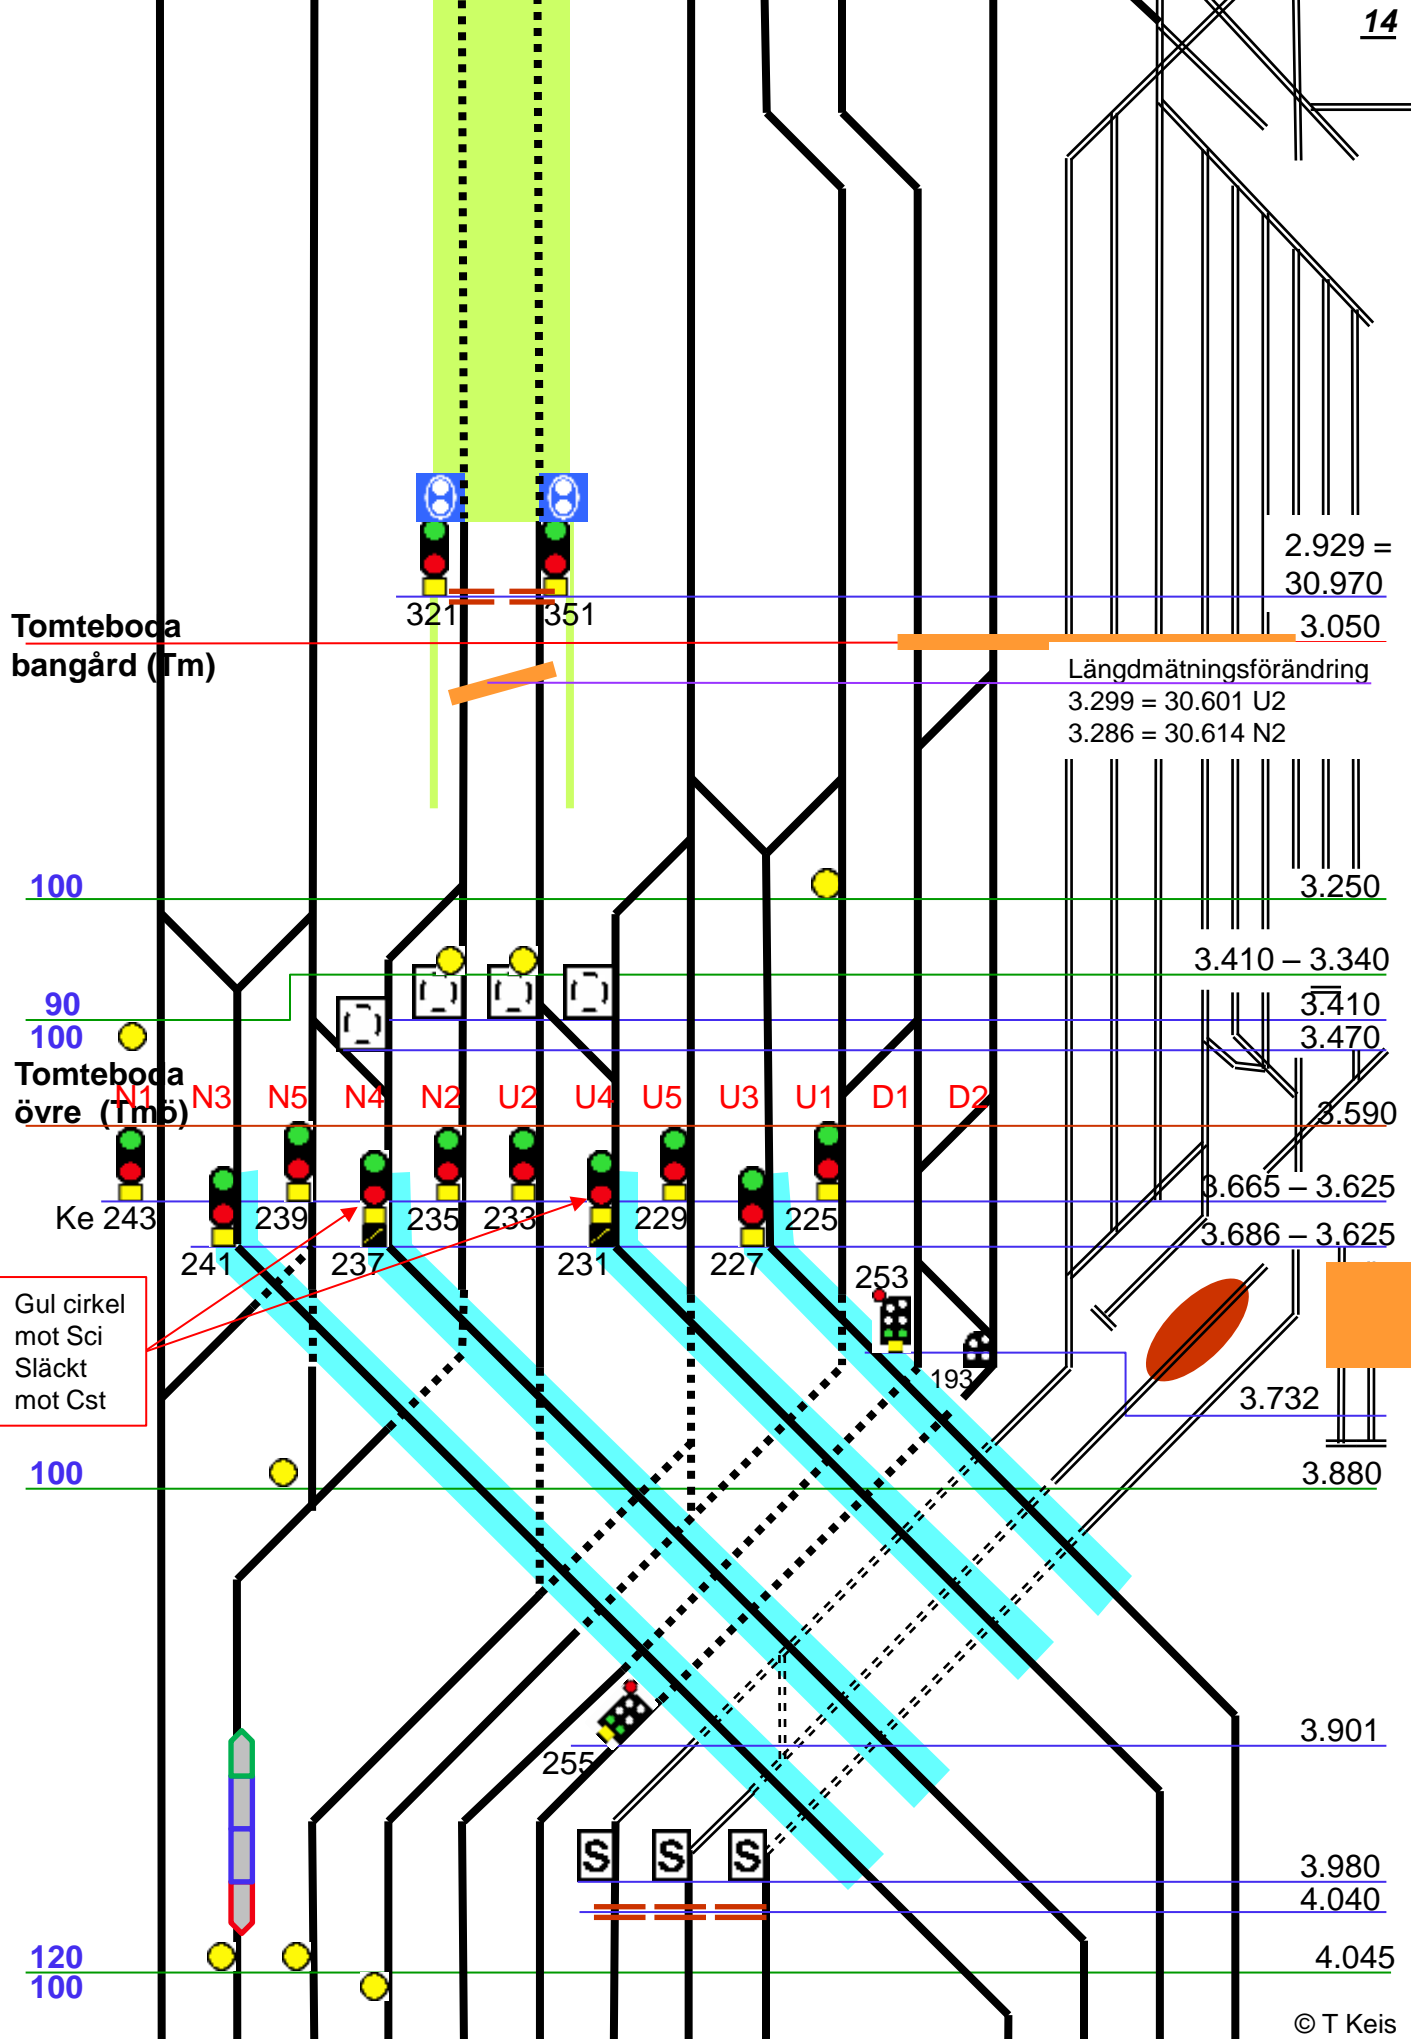 14
2.929 =
30.970
321
351
Tomteboda
bangård (Tm)
3.050
Längdmätningsförändring
3.299 = 30.601 U2
3.286 = 30.614 N2
100
3.250
3.410 – 3.340
90
3.410
100
3.470
Tomteboda
övre (Tmö)
N1 N3 N5 N4 N2 U2 U4 U5 U3 U1 D1 D2
3.590
3.665 – 3.625
Ke 243 239 235 233 229 225
3.686 – 3.625
241 237 231 227
253
Gul cirkel
mot Sci
Släckt
mot Cst
193
3.732
100
3.880
3.901
255
S S S
3.980
4.040
120
4.045
100
© T Keis